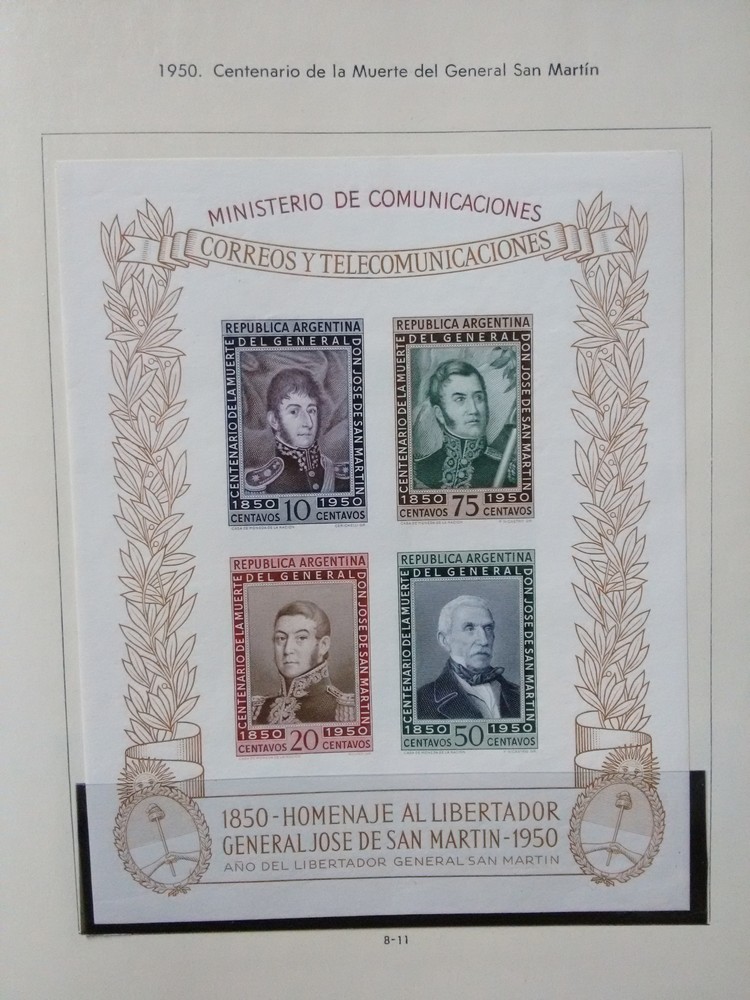 1950. Centenario de la Muerte del General San Martín
MINISTERIO DE COMUNICACIONES
CORREOS Y TELECOMUNICACIONES
REPUBLICA ARGENTINA
CENTENARIO DE LA MUERTE
DEL GENERAL
DON JOSE DE SAN MARTIN
1850 1950
CENTAVOS 10 CENTAVOS
REPUBLICA ARGENTINA
CENTENARIO DE LA MUERTE
DEL GENERAL
DON JOSE DE SAN MARTIN
1850 1950
CENTAVOS 75 CENTAVOS
REPUBLICA ARGENTINA
CENTENARIO DE LA MUERTE
DEL GENERAL
DON JOSE DE SAN MARTIN
1850 1950
CENTAVOS 20 CENTAVOS
REPUBLICA ARGENTINA
CENTENARIO DE LA MUERTE
DEL GENERAL
DON JOSE DE SAN MARTIN
1850 1950
CENTAVOS 50 CENTAVOS
1850-HOMENAJE AL LIBERTADOR
GENERAL JOSE DE SAN MARTIN-1950
AÑO DEL LIBERTADOR GENERAL SAN MARTIN
B-11